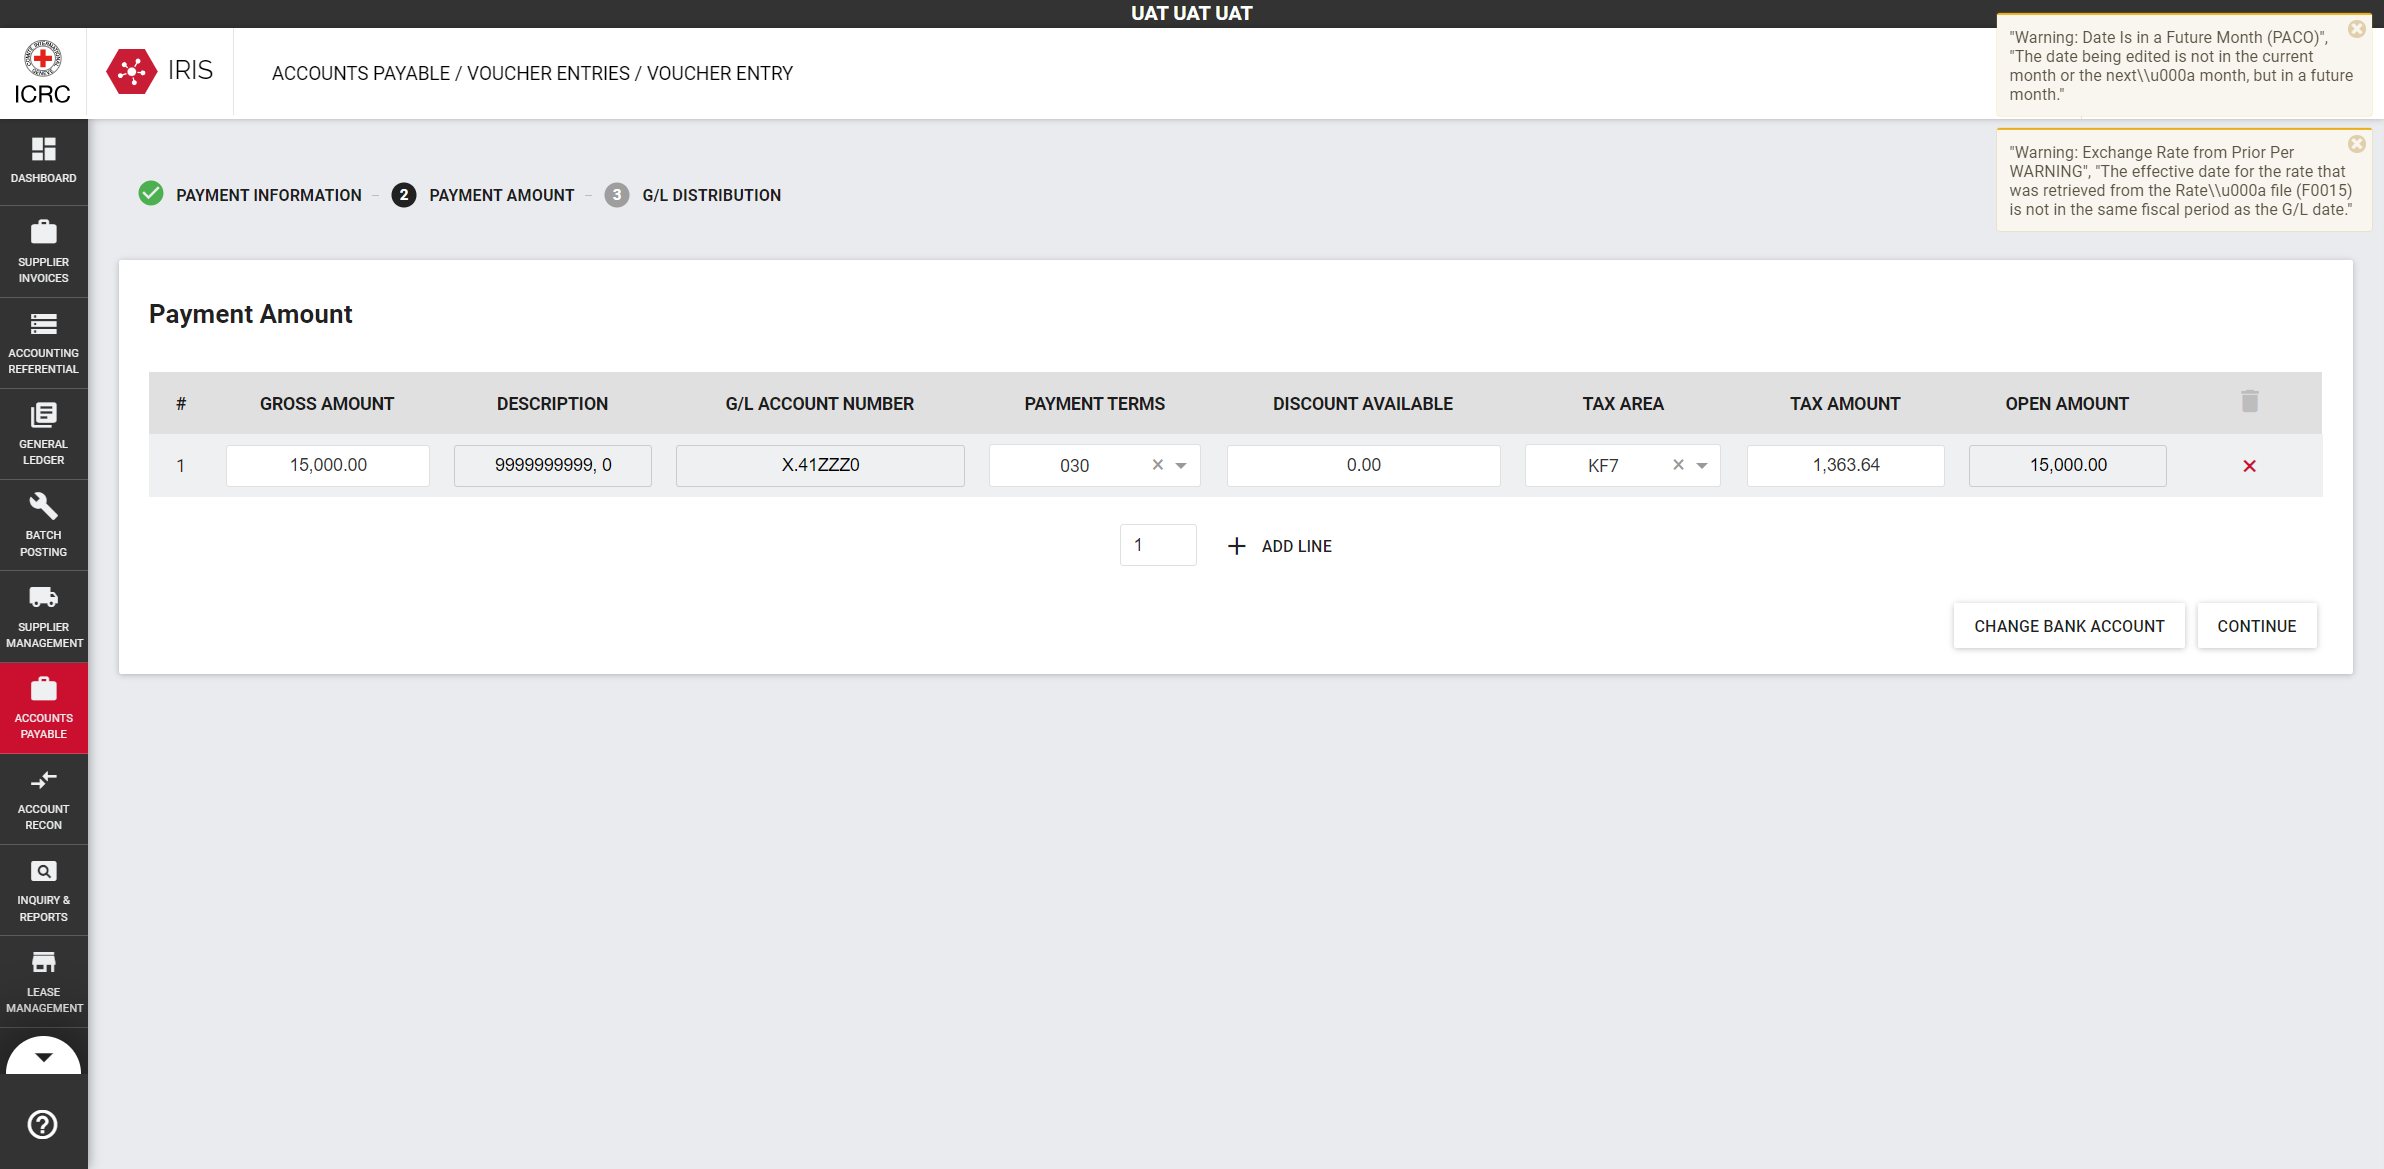 UAT UAT UAT
ICRC
IRIS
ACCOUNTS PAYABLE / VOUCHER ENTRIES / VOUCHER ENTRY
"Warning: Date Is in a Future Month (PACO)",
"The date being edited is not in the current
month or the next\\u000a month, but in a future
month."
"Warning: Exchange Rate from Prior Per
WARNING", "The effective date for the rate that
was retrieved from the Rate\\u000a file (F0015)
is not in the same fiscal period as the G/L date."
DASHBOARD
SUPPLIER
INVOICES
ACCOUNTING
REFERENTIAL
GENERAL
LEDGER
BATCH
POSTING
SUPPLIER
MANAGEMENT
ACCOUNTS
PAYABLE
ACCOUNT
RECON
INQUIRY &
REPORTS
LEASE
MANAGEMENT
PAYMENT INFORMATION – 2 PAYMENT AMOUNT – 3 G/L DISTRIBUTION
Payment Amount
# GROSS AMOUNT DESCRIPTION G/L ACCOUNT NUMBER PAYMENT TERMS DISCOUNT AVAILABLE TAX AREA TAX AMOUNT OPEN AMOUNT
1 15,000.00 9999999999, 0 X.41ZZZ0 030 0.00 KF7 1,363.64 15,000.00
1 ADD LINE
CHANGE BANK ACCOUNT CONTINUE